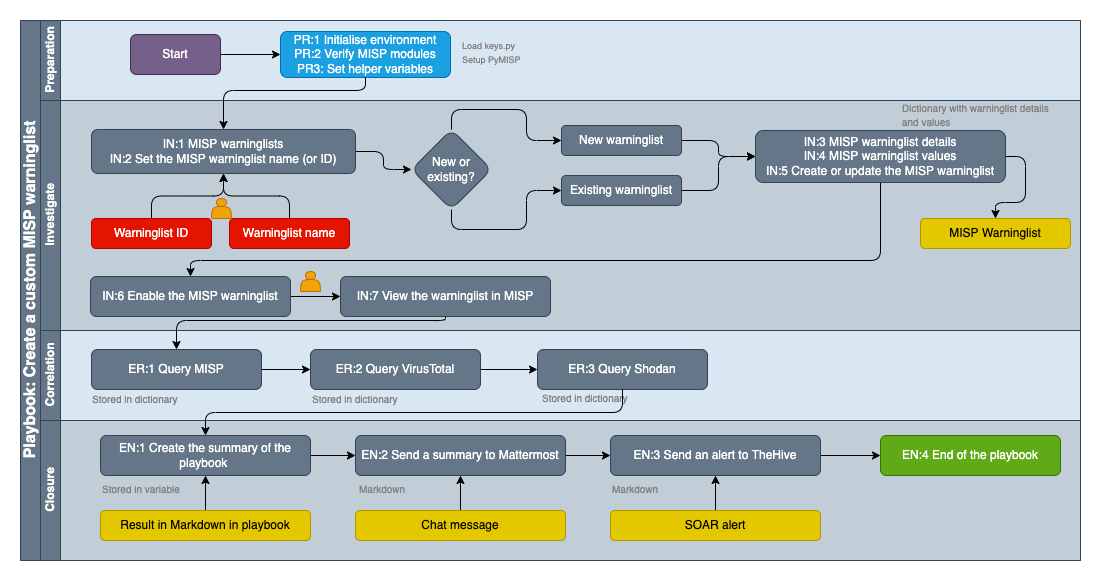 Playbook: Create a custom MISP warninglist
Preparation
Start
PR:1 Initialise environment
PR:2 Verify MISP modules
PR3: Set helper variables
Load keys.py
Setup PyMISP
Investigate
IN:1 MISP warninglists
IN:2 Set the MISP warninglist name (or ID)
Warninglist ID
Warninglist name
New or
existing?
New warninglist
Existing warninglist
Dictionary with warninglist details
and values
IN:3 MISP warninglist details
IN:4 MISP warninglist values
IN:5 Create or update the MISP warninglist
MISP Warninglist
IN:6 Enable the MISP warninglist
IN:7 View the warninglist in MISP
Correlation
ER:1 Query MISP
Stored in dictionary
ER:2 Query VirusTotal
Stored in dictionary
ER:3 Query Shodan
Stored in dictionary
Closure
EN:1 Create the summary of the
playbook
Stored in variable
Result in Markdown in playbook
EN:2 Send a summary to Mattermost
Markdown
Chat message
EN:3 Send an alert to TheHive
Markdown
SOAR alert
EN:4 End of the playbook